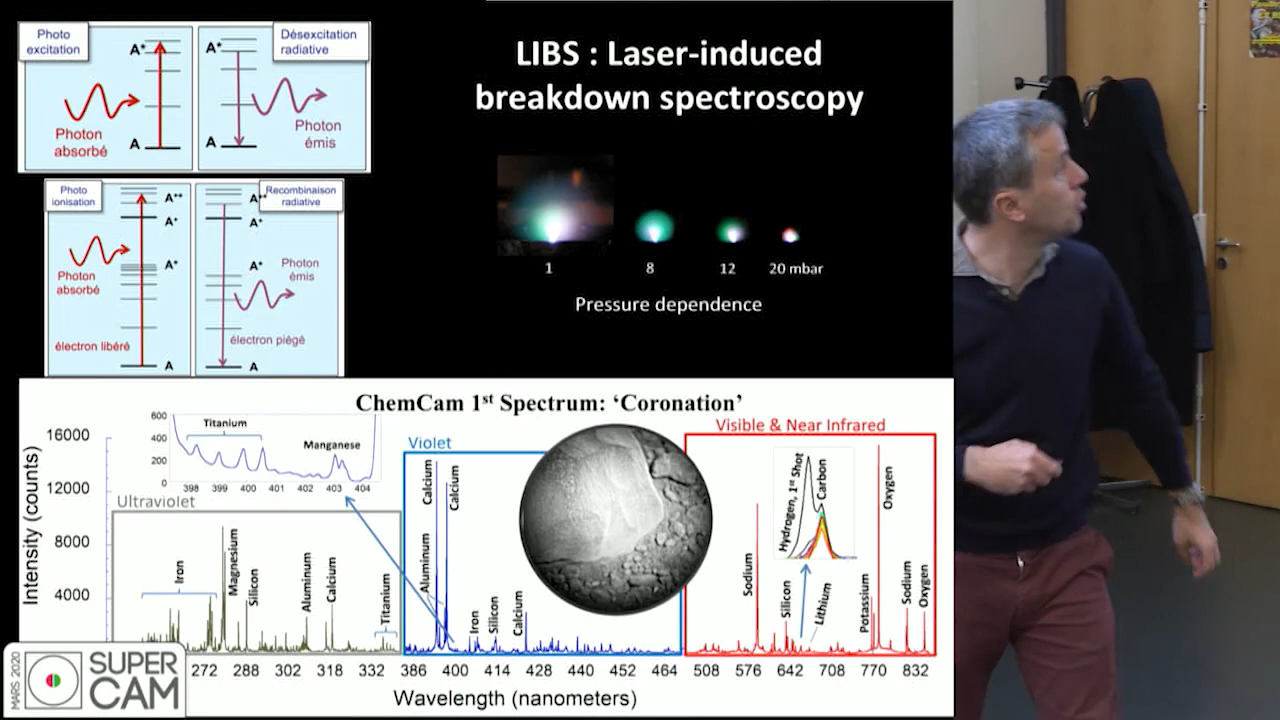 Photo
excitation
A*
A
Photon
absorbé
Désexcitation
radiative
A*
A
Photon
émis
Photo
ionisation
A⁺*
A⁺
A*
A
Photon
absorbé
électron libéré
Recombinaison
radiative
A⁺*
A⁺
A*
A
Photon
émis
électron piégé
LIBS : Laser-induced
breakdown spectroscopy
1 8 12 20 mbar
Pressure dependence
ChemCam 1st Spectrum: ‘Coronation’
Intensity (counts)
16000
12000
8000
4000
600
400
200
0
Titanium
Manganese
398 399 400 401 402 403 404
Ultraviolet
Iron
Magnesium
Silicon
Aluminum
Calcium
Titanium
Violet
Calcium
Calcium
Aluminum
Iron
Silicon
Calcium
Visible & Near Infrared
Hydrogen, 1st Shot
Carbon
Sodium
Silicon
Lithium
Potassium
Oxygen
Sodium
Oxygen
272 288 302 318 332 386 400 414 428 440 452 464 508 576 642 708 770 832
Wavelength (nanometers)
MARS 2020
SUPER
CAM